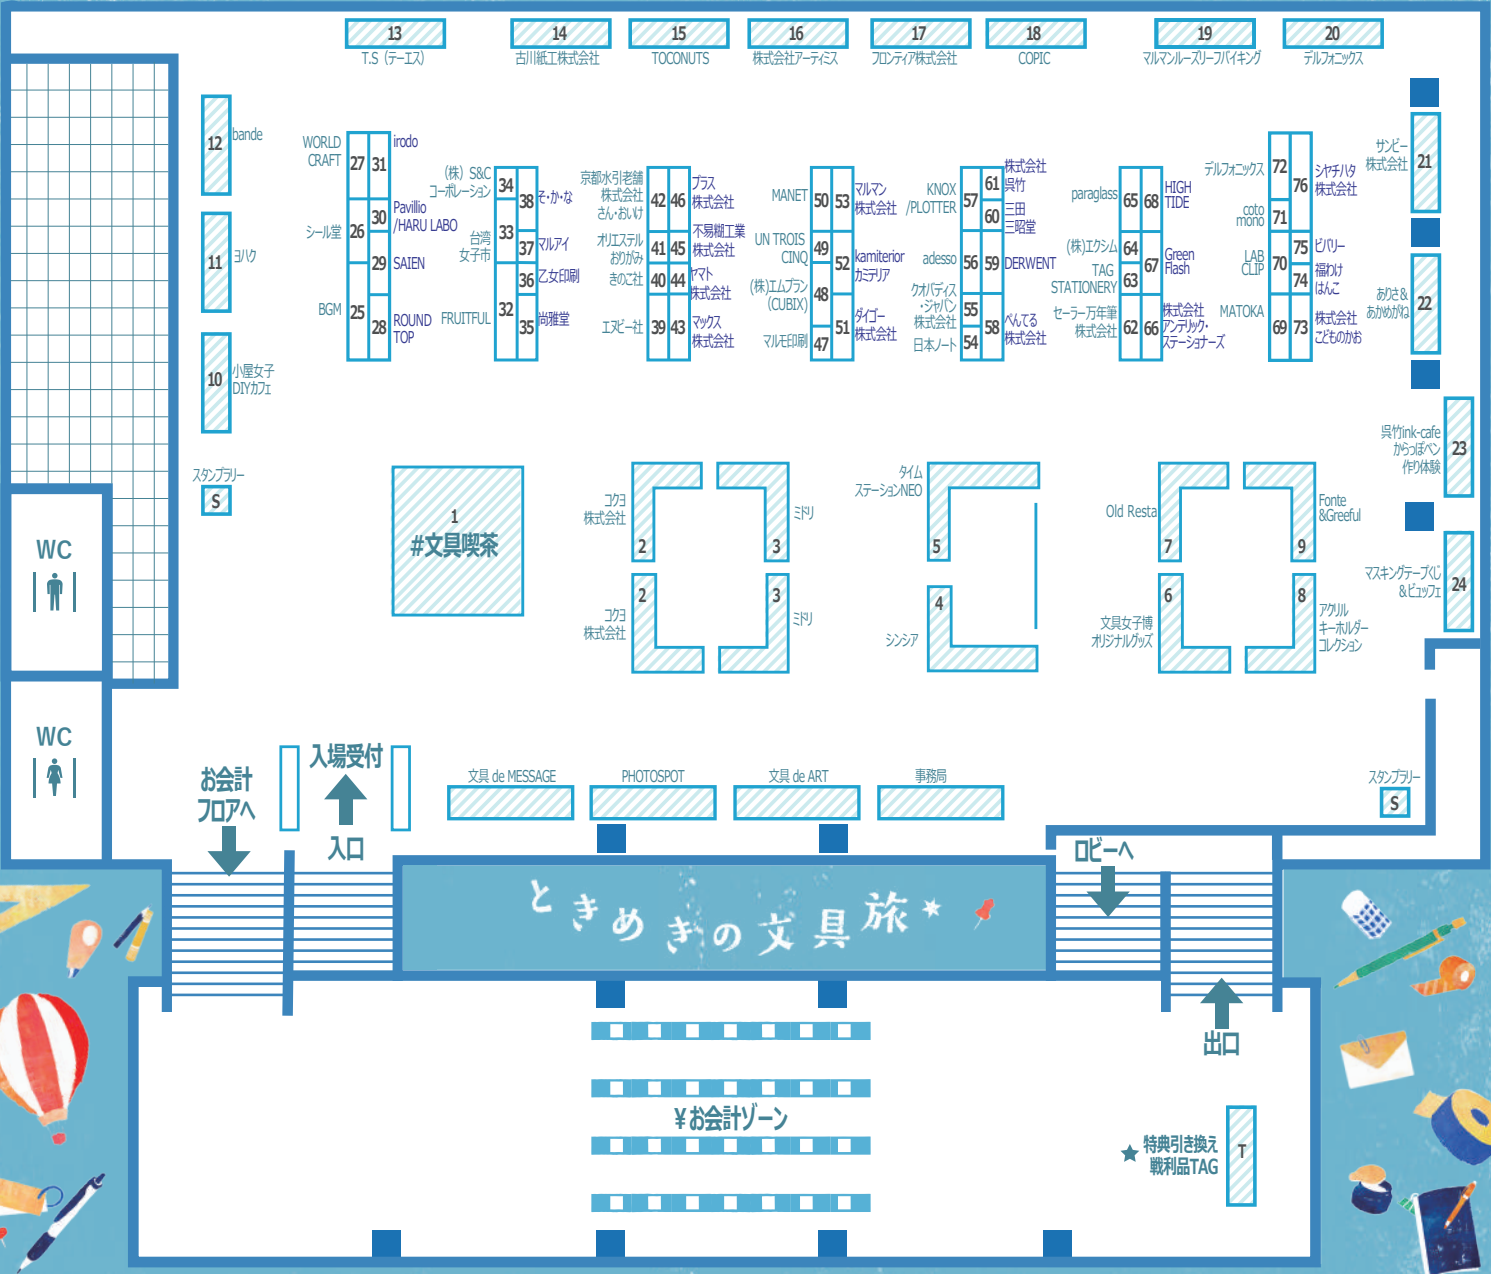 13
T.S（テーエス）
14
古川紙工株式会社
15
TOCONUTS
16
株式会社アーティミス
17
フロンティア株式会社
18
COPIC
19
マルマンルーズリーフバイキング
20
デルフォニックス
12
bande
11
ヨハク
10
小屋女子
DIYカフェ
スタンプラリー
S
WORLD
CRAFT
27
31
irodo
30
Pavillio
/HARU LABO
シール堂
26
29
SAIEN
BGM
25
28
ROUND
TOP
（株）S&C
コーポレーション
34
38
そ・か・な
台湾
女子市
33
37
マルアイ
36
乙女印刷
FRUITFUL
32
35
尚雅堂
京都水引老舗
株式会社
さん・おいけ
42
46
プラス
株式会社
オリエステル
おりがみ
41
45
不易糊工業
株式会社
きのこ社
40
44
ヤマト
株式会社
エヌビー社
39
43
マックス
株式会社
MANET
50
53
マルマン
株式会社
UN TROIS
CINQ
49
52
kamiterior
カミテリア
(株)エムプラン
(CUBIX)
48
51
ダイゴー
株式会社
マルモ印刷
47
KNOX
/PLOTTER
57
61
株式会社
呉竹
60
三田
三昭堂
adesso
56
59
DERWENT
クオバディス
・ジャパン
株式会社
55
58
ぺんてる
株式会社
日本ノート
54
paraglass
65
68
HIGH
TIDE
(株)エクシム
64
67
Green
Flash
TAG
STATIONERY
63
セーラー万年筆
株式会社
62
66
株式会社
アンテリック・
ステーショナーズ
デルフォニックス
72
76
シヤチハタ
株式会社
coto
mono
71
75
ビバリー
LAB
CLIP
70
74
福わけ
はんこ
MATOKA
69
73
株式会社
こどものかお
サンビー
株式会社
21
ありさ＆
あかめがね
22
呉竹ink-cafe
からっぽペン
作り体験
23
マスキングテープくじ
＆ビュッフェ
24
1
#文具喫茶
コクヨ
株式会社
2
3
ミドリ
コクヨ
株式会社
2
3
ミドリ
タイム
ステーションNEO
5
4
シンシア
Old Resta
7
9
Fonte
&Greeful
文具女子博
オリジナルグッズ
6
8
アクリル
キーホルダー
コレクション
WC
WC
お会計
フロアへ
入場受付
入口
文具 de MESSAGE
PHOTOSPOT
文具 de ART
事務局
スタンプラリー
S
ロビーへ
ときめきの文具旅
出口
¥お会計ゾーン
★ 特典引き換え
戦利品TAG
T